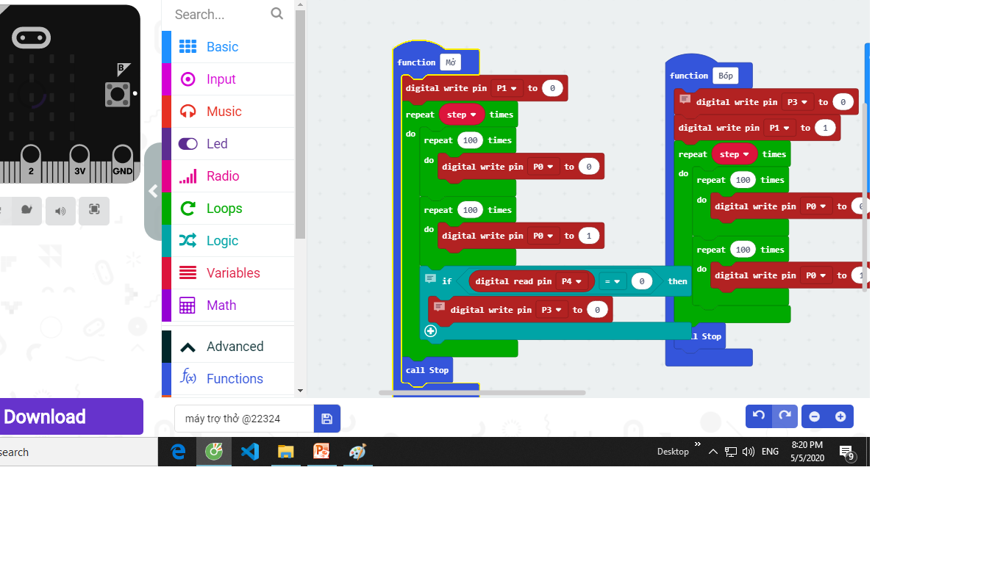 B
2
3V
GND
Download
search
Search...
Basic
Input
Music
Led
Radio
Loops
Logic
Variables
Math
Advanced
f(x) Functions
function Mở
digital write pin P1 to 0
repeat step times
do
repeat 100 times
do
digital write pin P0 to 0
repeat 100 times
do
digital write pin P0 to 1
if digital read pin P4 = 0 then
digital write pin P3 to 0
call Stop
function Bóp
digital write pin P3 to 0
digital write pin P1 to 1
repeat step times
do
repeat 100 times
do
digital write pin P0 to
repeat 100 times
do
digital write pin P0 to 1
Stop
máy trợ thở @22324
Desktop
ENG
8:20 PM
5/5/2020
9